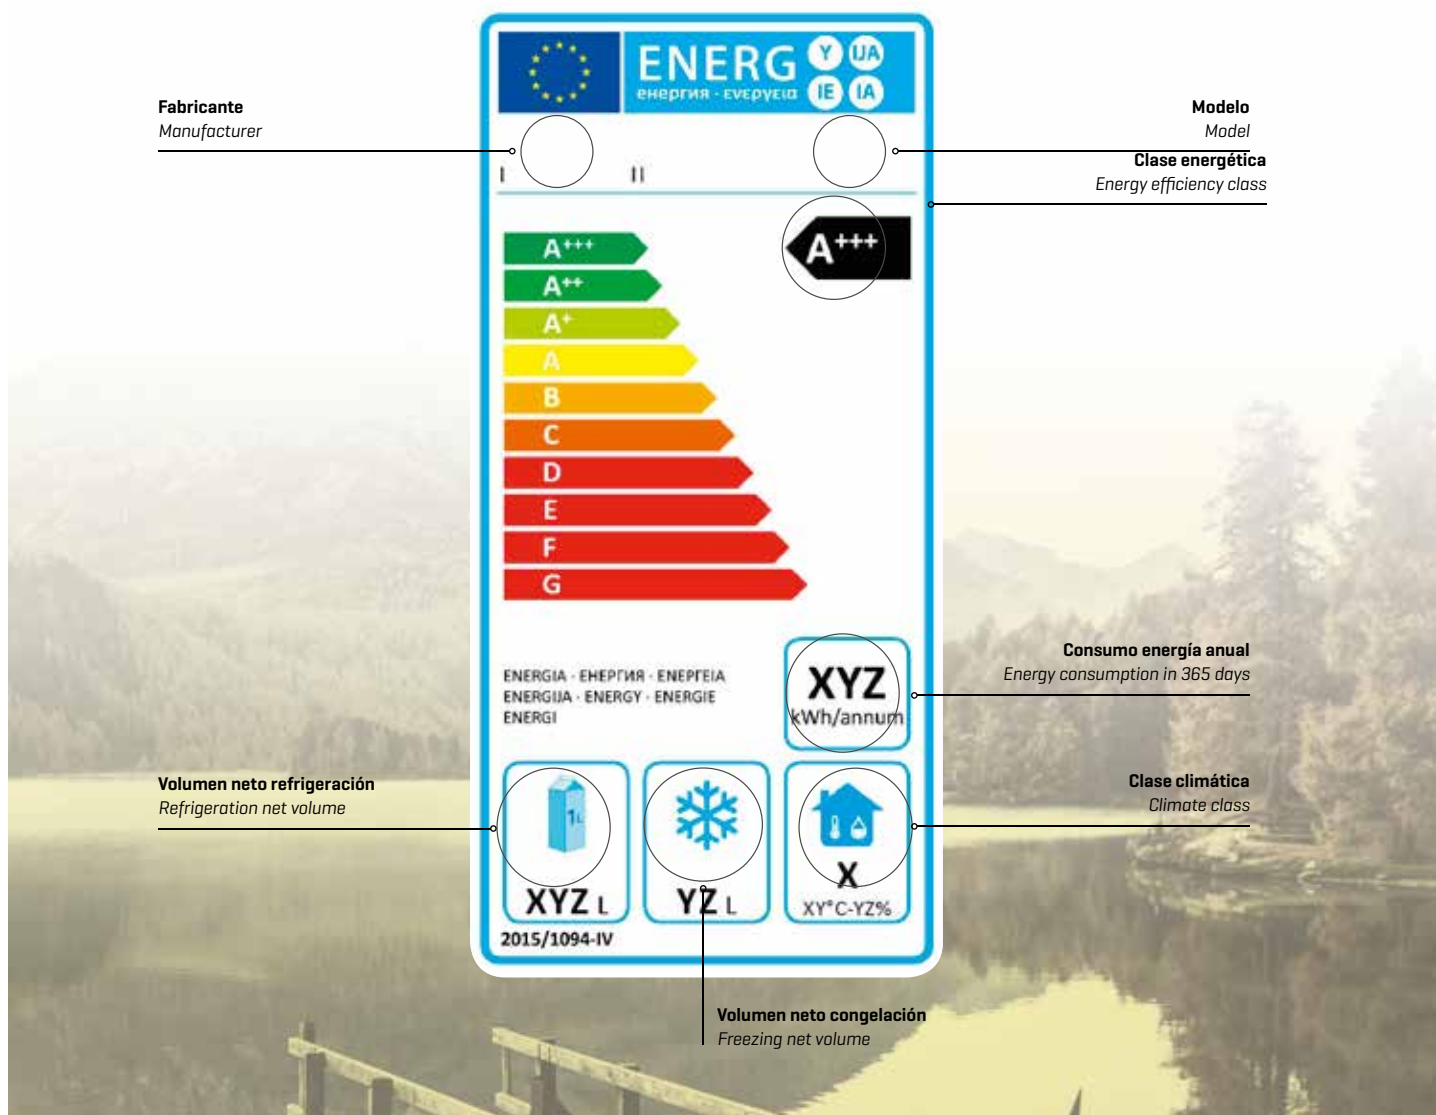 ENERG Y IJA
енергия · ενεργεια IE IA
Fabricante
Manufacturer
Modelo
Model
I II
Clase energética
Energy efficiency class
A+++
A+++
A++
A+
A
B
C
D
E
F
G
Consumo energía anual
Energy consumption in 365 days
XYZ
kWh/annum
ENERGIA · ЕНЕРГИЯ · ΕΝΕΡΓΕΙΑ
ENERGIJA · ENERGY · ENERGIE
ENERGI
Volumen neto refrigeración
Refrigeration net volume
Clase climática
Climate class
1L
XYZ L
YZ L
X
XY°C-YZ%
2015/1094-IV
Volumen neto congelación
Freezing net volume